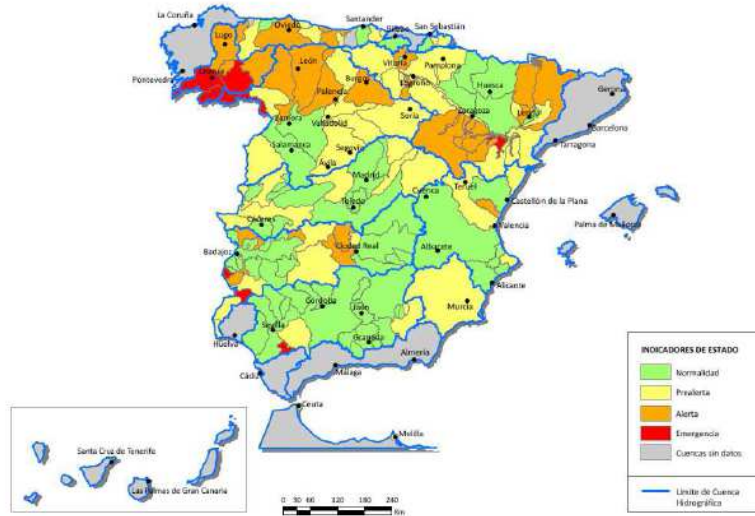 La Coruña
Santander
San Sebastián
Oviedo
Lugo
Vitoria
Pamplona
Pontevedra
León
Burgos
Logroño
Huesca
Gerona
Palencia
Zaragoza
Barcelona
Zamora
Valladolid
Soria
Tarragona
Salamanca
Segovia
Ávila
Madrid
Teruel
Cuenca
Castellón de la Plana
Toledo
Palma de Mallorca
Cáceres
Valencia
Badajoz
Ciudad Real
Albacete
Alicante
Murcia
Córdoba
Jaén
Sevilla
Huelva
Granada
Almería
Cádiz
Málaga
Ceuta
Melilla
Santa Cruz de Tenerife
Las Palmas de Gran Canaria
0 30 60 120 180 240
Km
INDICADORES DE ESTADO
Normalidad
Prealerta
Alerta
Emergencia
Cuencas sin datos
Límite de Cuenca
Hidrográfica